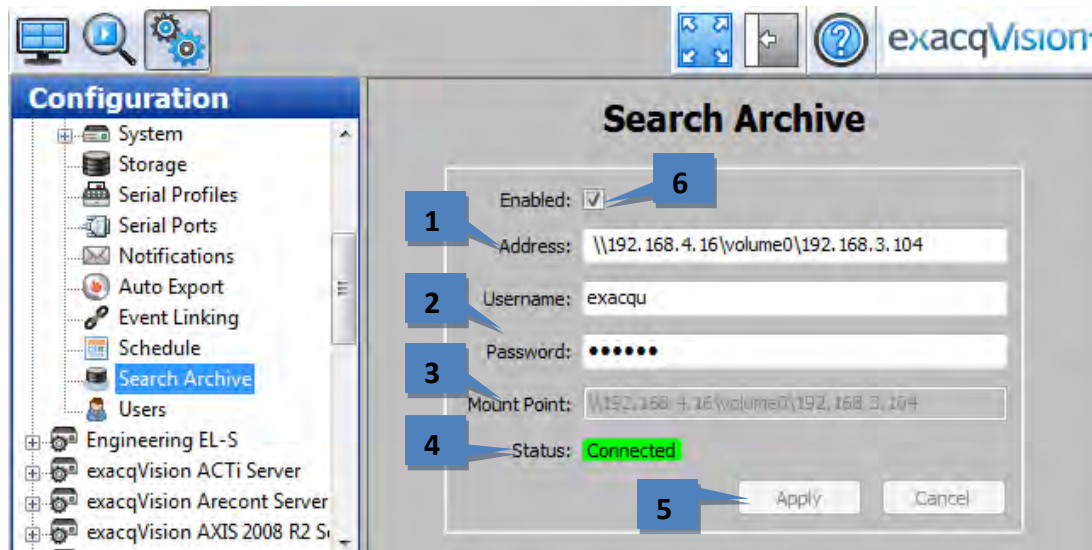 exacqVision
Configuration
System
Storage
Serial Profiles
Serial Ports
Notifications
Auto Export
Event Linking
Schedule
Search Archive
Users
Engineering EL-S
exacqVision ACTi Server
exacqVision Arecont Server
exacqVision AXIS 2008 R2 S
Search Archive
6
Enabled:
1
Address: \\192.168.4.16\volume0\192.168.3.104
2
Username: exacqu
Password: ●●●●●●
3
Mount Point: \\192.168.4.16\volume0\192.168.3.104
4
Status: Connected
5
Apply Cancel